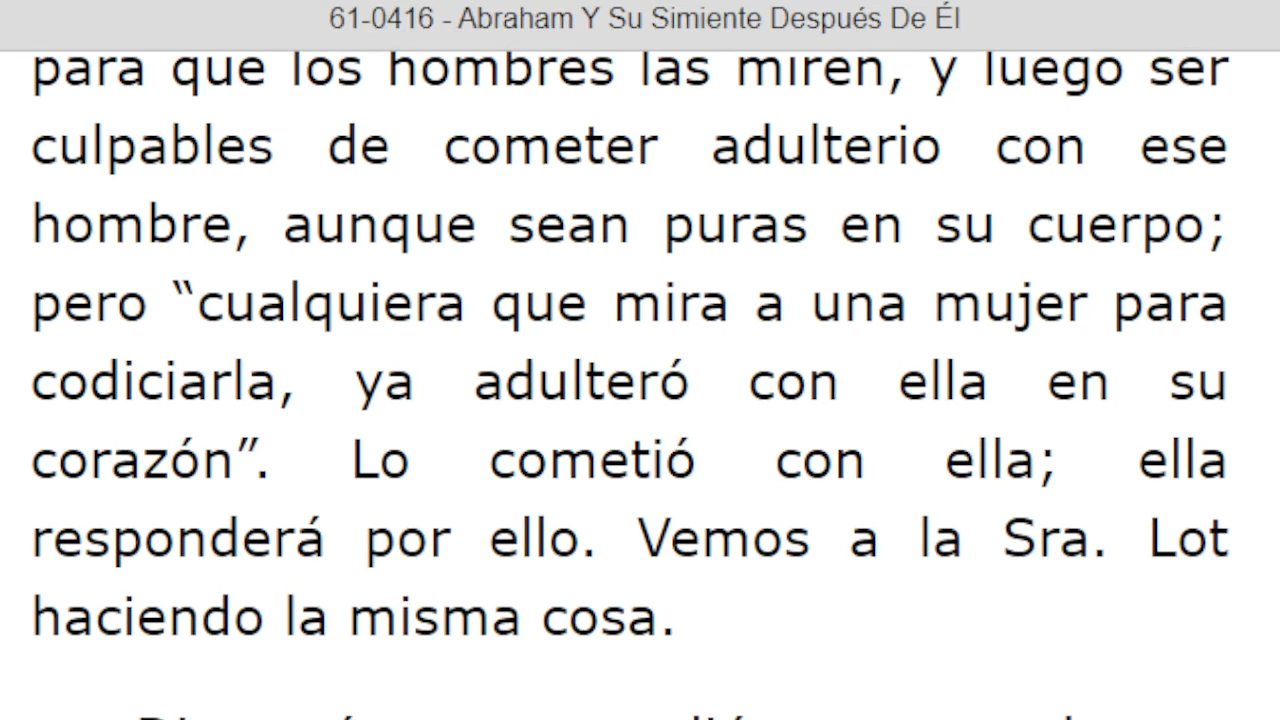 61-0416 - Abraham Y Su Simiente Después De Él
para que los hombres las miren, y luego ser
culpables de cometer adulterio con ese
hombre, aunque sean puras en su cuerpo;
pero “cualquiera que mira a una mujer para
codiciarla, ya adulteró con ella en su
corazón”. Lo cometió con ella; ella
responderá por ello. Vemos a la Sra. Lot
haciendo la misma cosa.